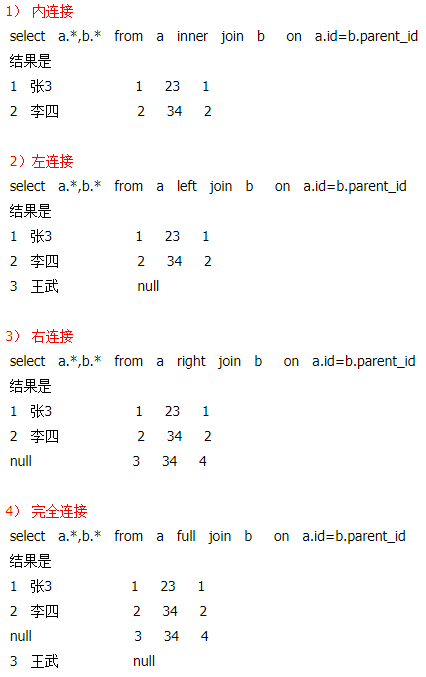 1） 内连接
select a.*,b.* from a inner join b on a.id=b.parent_id
结果是
1 张3 1 23 1
2 李四 2 34 2
2）左连接
select a.*,b.* from a left join b on a.id=b.parent_id
结果是
1 张3 1 23 1
2 李四 2 34 2
3 王武 null
3） 右连接
select a.*,b.* from a right join b on a.id=b.parent_id
结果是
1 张3 1 23 1
2 李四 2 34 2
null 3 34 4
4） 完全连接
select a.*,b.* from a full join b on a.id=b.parent_id
结果是
1 张3 1 23 1
2 李四 2 34 2
null 3 34 4
3 王武 null